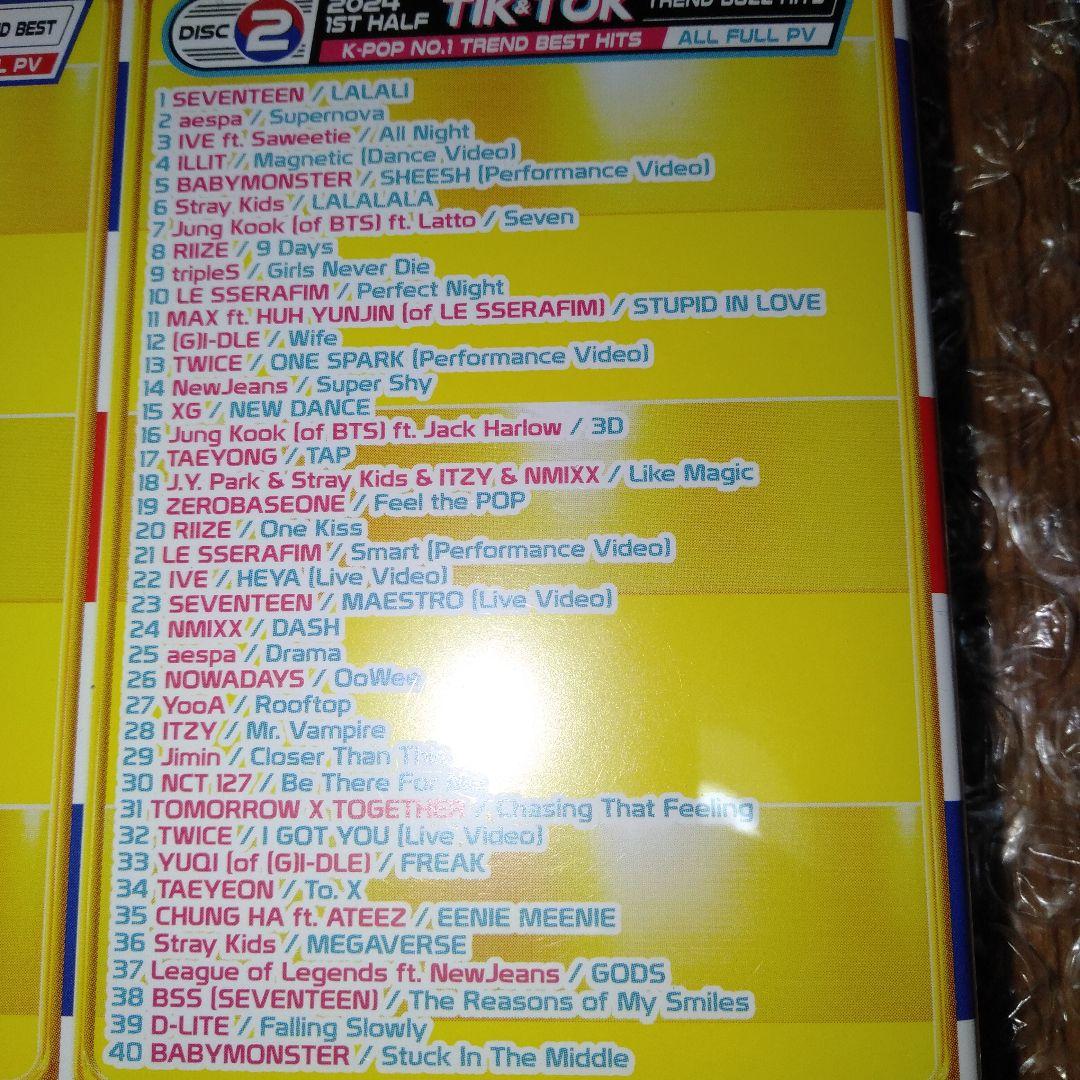 D BEST
L PV
DISC 2
2024
1ST HALF
TIK&TOK
TREND BUZZ HITS
K-POP NO.1 TREND BEST HITS
ALL FULL PV
1 SEVENTEEN / LALALI
2 aespa / Supernova
3 IVE ft. Saweetie / All Night
4 ILLIT / Magnetic (Dance Video)
5 BABYMONSTER / SHEESH (Performance Video)
6 Stray Kids / LALALALA
7 Jung Kook (of BTS) ft. Latto / Seven
8 RIIZE / 9 Days
9 tripleS / Girls Never Die
10 LE SSERAFIM / Perfect Night
11 MAX ft. HUH YUNJIN (of LE SSERAFIM) / STUPID IN LOVE
12 (G)I-DLE / Wife
13 TWICE / ONE SPARK (Performance Video)
14 NewJeans / Super Shy
15 XG / NEW DANCE
16 Jung Kook (of BTS) ft. Jack Harlow / 3D
17 TAEYONG / TAP
18 J.Y. Park & Stray Kids & ITZY & NMIXX / Like Magic
19 ZEROBASEONE / Feel the POP
20 RIIZE / One Kiss
21 LE SSERAFIM / Smart (Performance Video)
22 IVE / HEYA (Live Video)
23 SEVENTEEN / MAESTRO (Live Video)
24 NMIXX / DASH
25 aespa / Drama
26 NOWADAYS / OoWee
27 YooA / Rooftop
28 ITZY / Mr. Vampire
29 Jimin / Closer Than This
30 NCT 127 / Be There For Me
31 TOMORROW X TOGETHER / Chasing That Feeling
32 TWICE / I GOT YOU (Live Video)
33 YUQI (of (G)I-DLE) / FREAK
34 TAEYEON / To. X
35 CHUNG HA ft. ATEEZ / EENIE MEENIE
36 Stray Kids / MEGAVERSE
37 League of Legends ft. NewJeans / GODS
38 BSS (SEVENTEEN) / The Reasons of My Smiles
39 D-LITE / Falling Slowly
40 BABYMONSTER / Stuck In The Middle